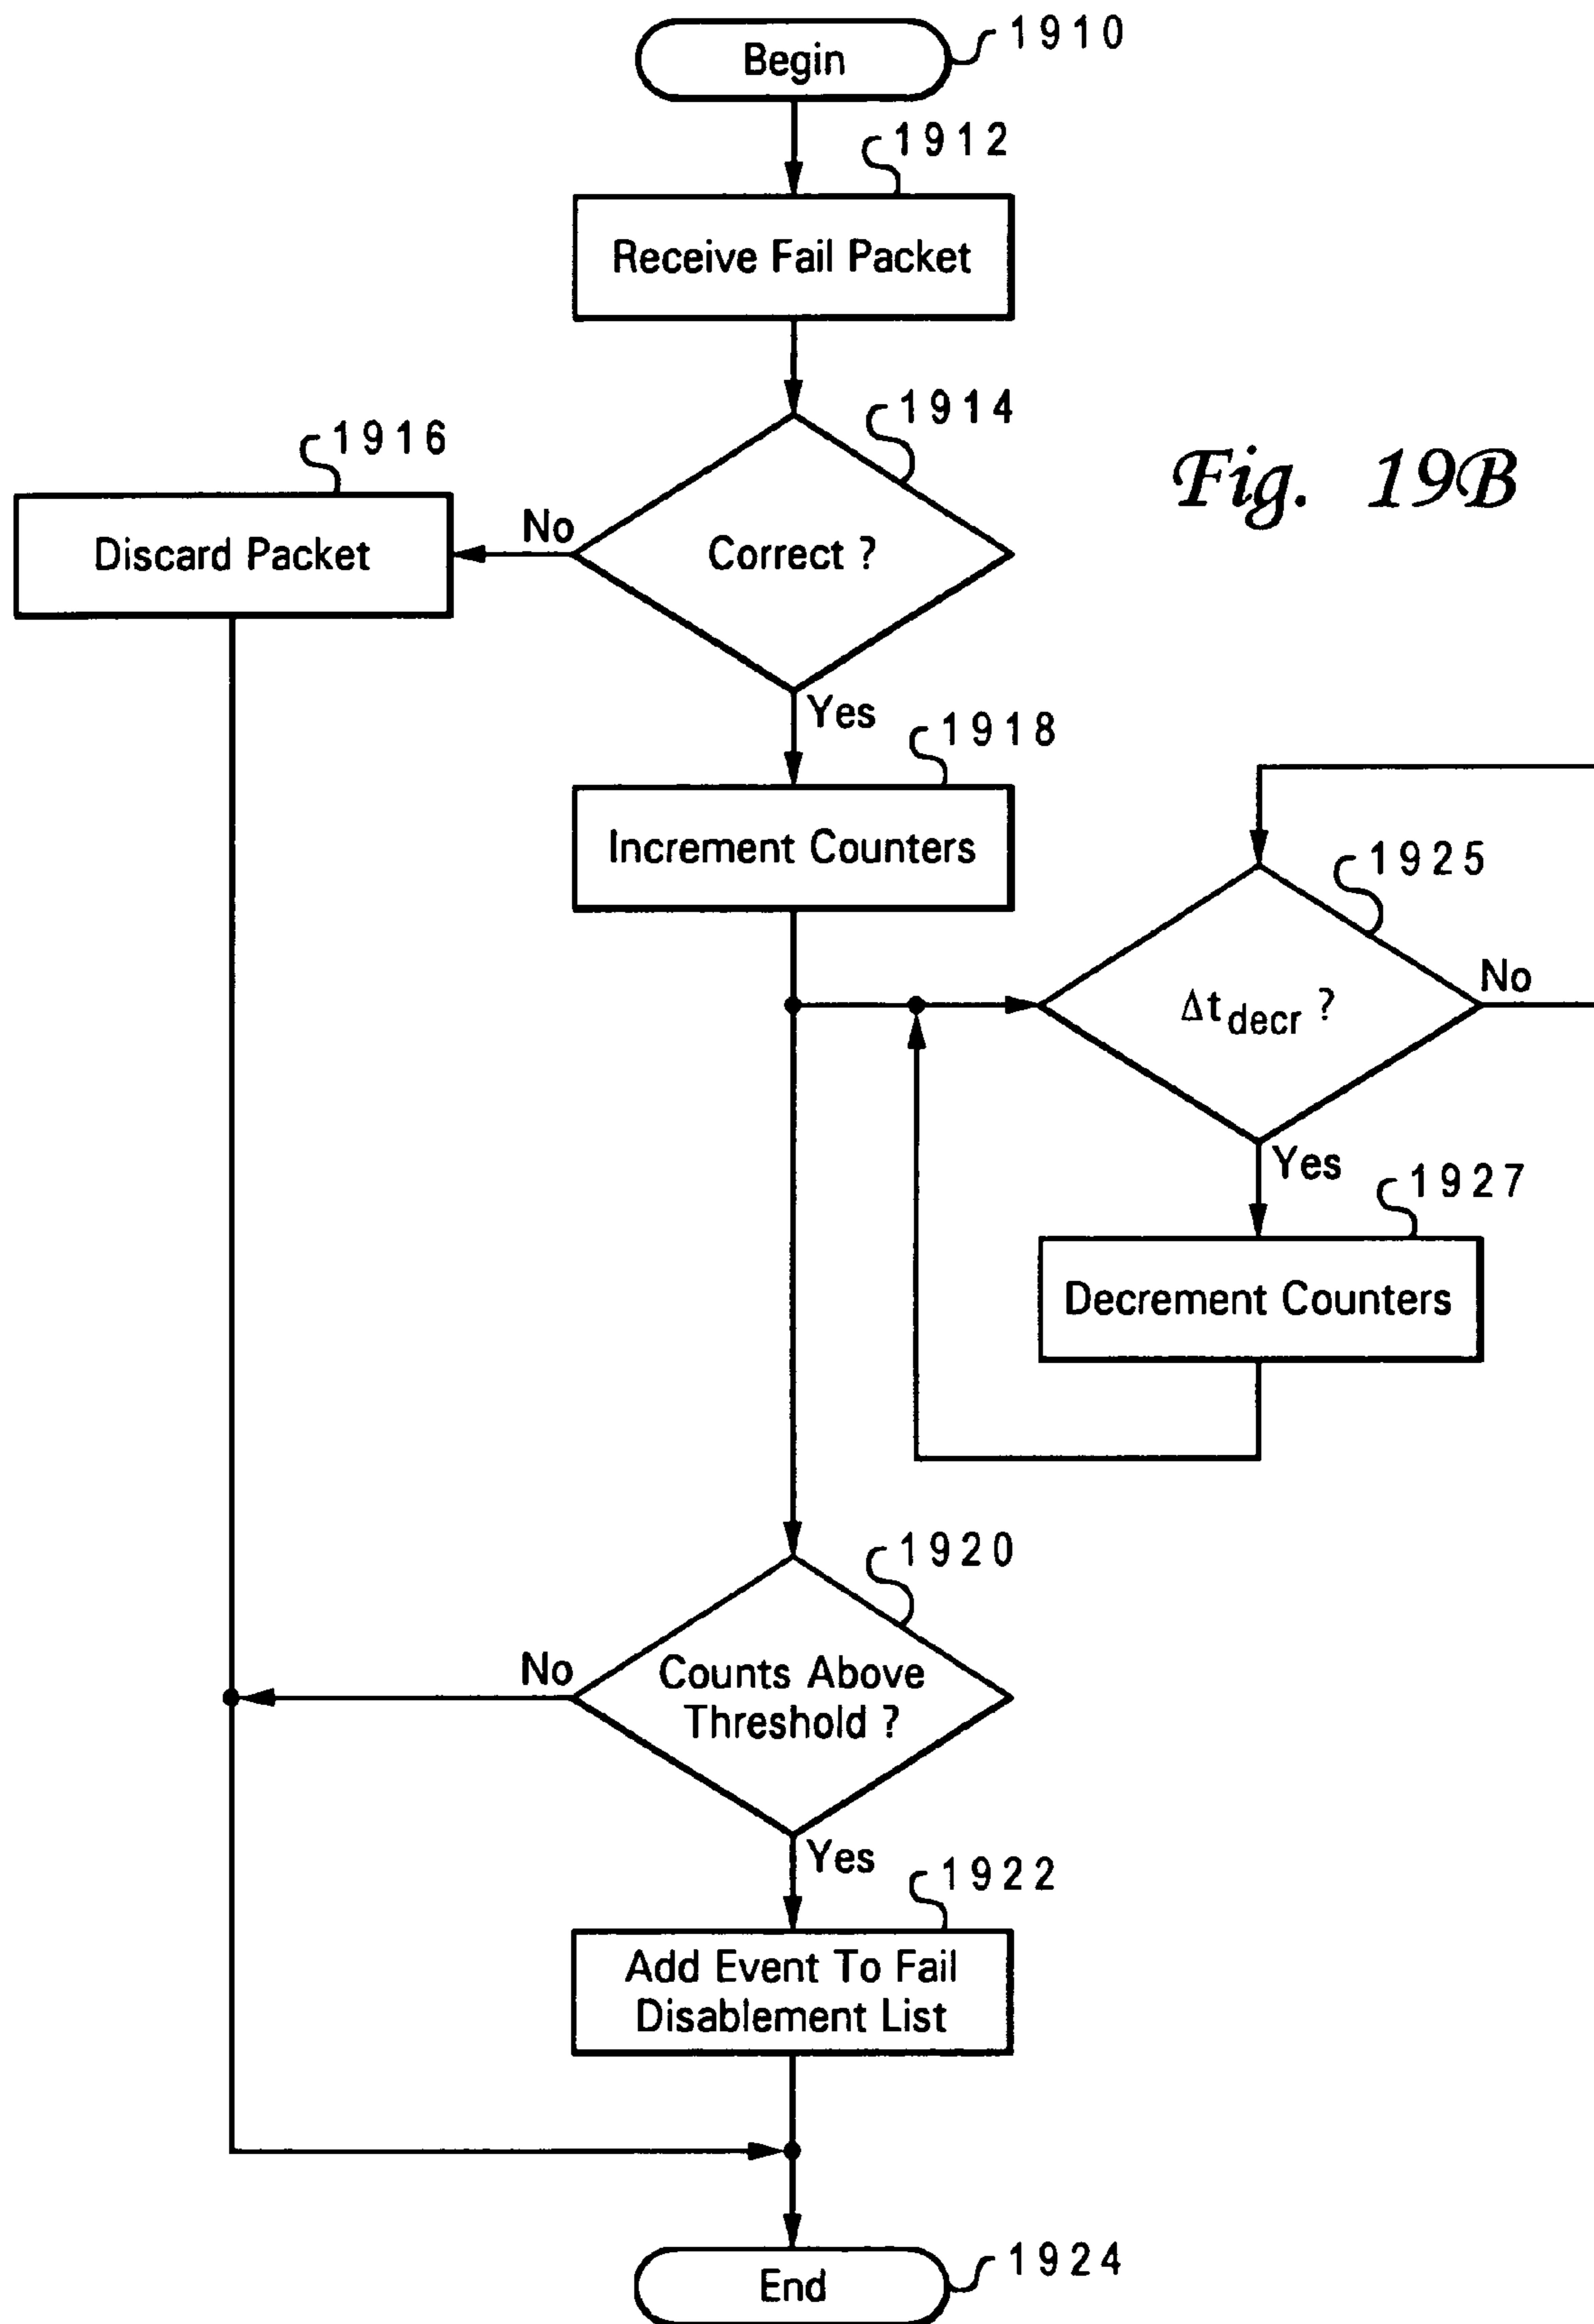 Begin
1910
1912
Receive Fail Packet
1914
1916
Fig. 19B
No
Discard Packet
Correct ?
Yes
1918
Increment Counters
1925
No
Δt decr ?
Yes
1927
Decrement Counters
1920
No
Counts Above
Threshold ?
Yes
1922
Add Event To Fail
Disablement List
End
1924